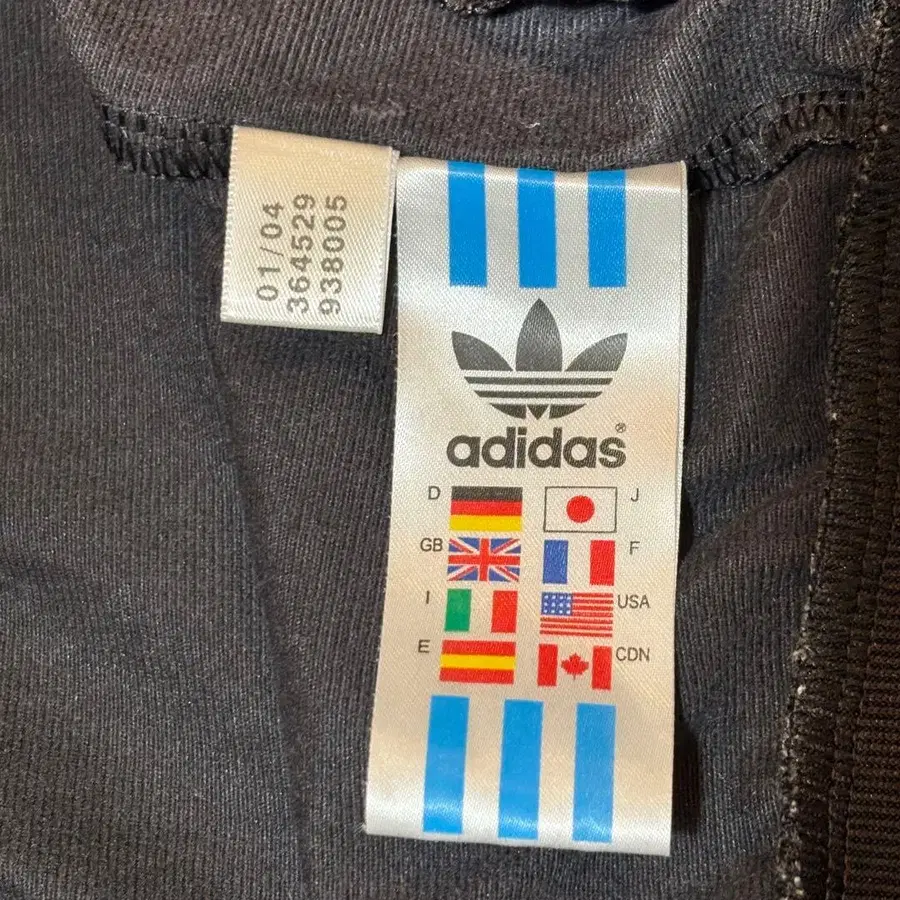 01/04
364529
938005
adidas®
D J
GB F
I USA
E CDN